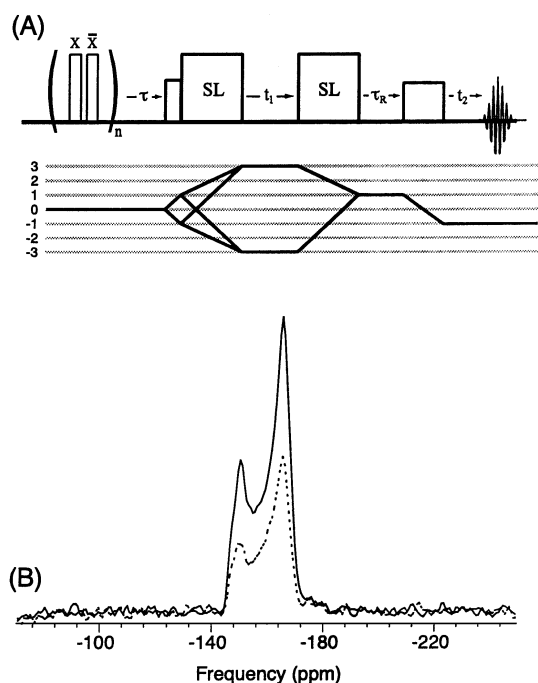 (A)
x x̄
( )n – τ → SL – t₁ → SL – τR → – t₂ →
3
2
1
0
-1
-2
-3
(B)
-100 -140 -180 -220
Frequency (ppm)